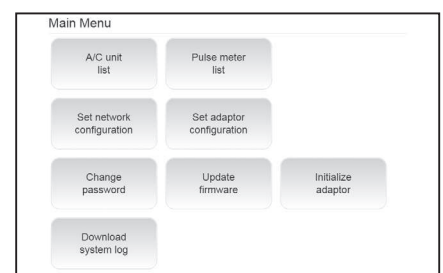 Main Menu
A/C unit
list
Pulse meter
list
Set network
configuration
Set adaptor
configuration
Change
password
Update
firmware
Initialize
adaptor
Download
system log